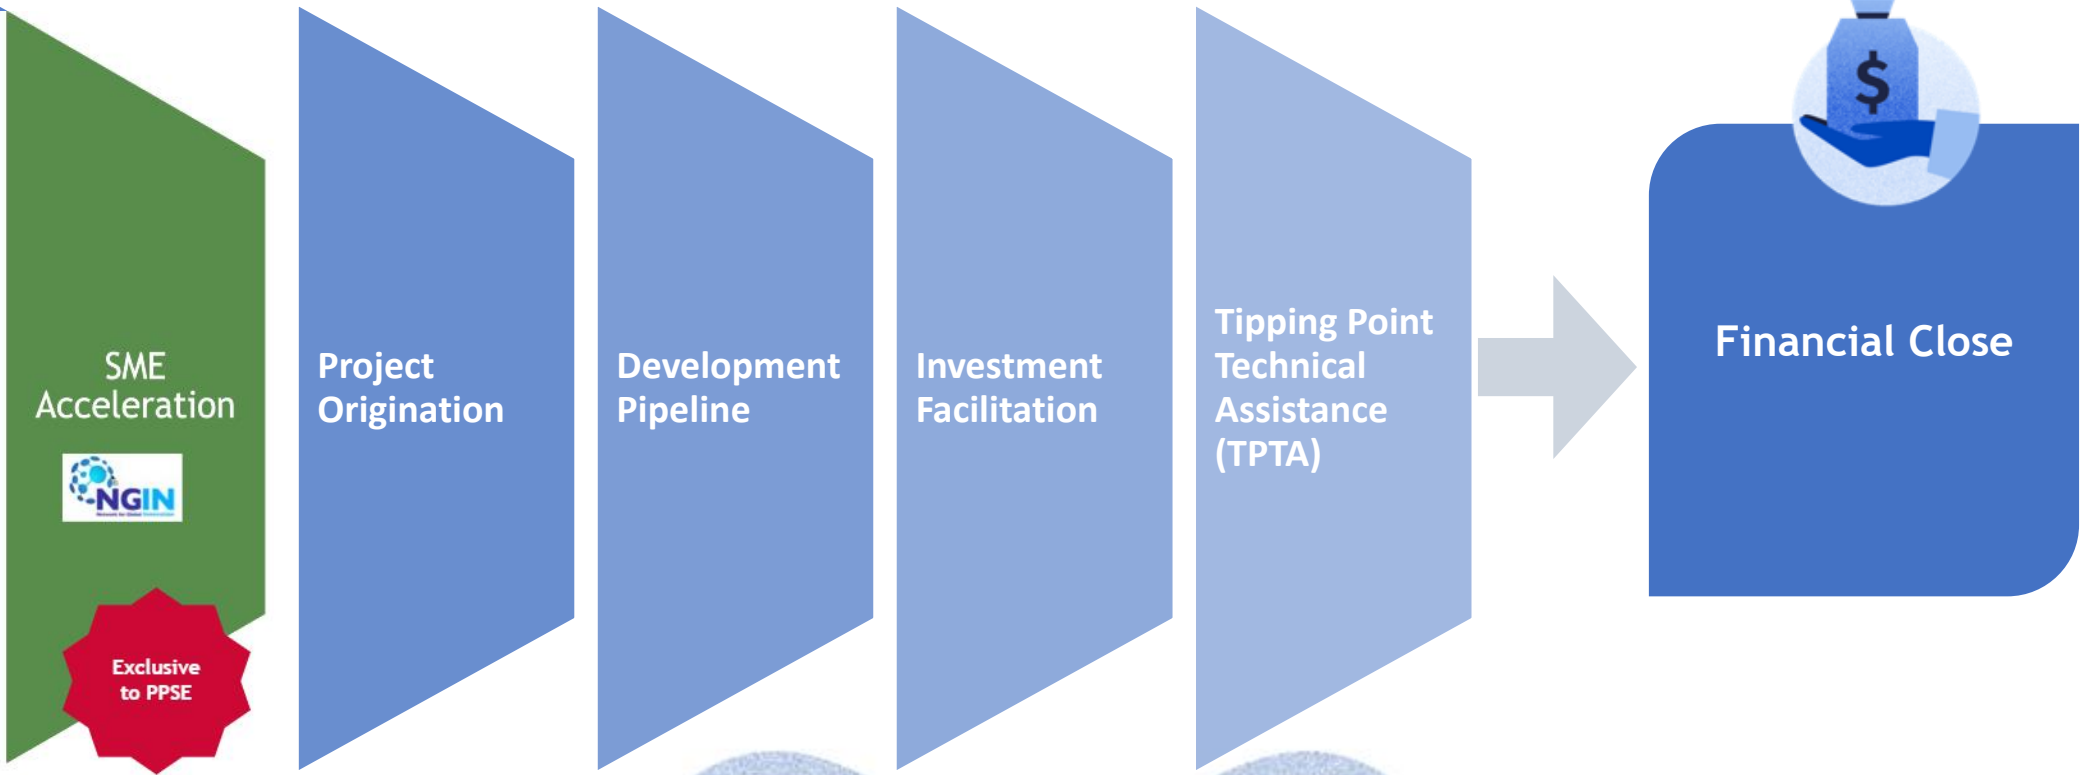 SME
Acceleration
NGIN
Exclusive
to PPSE
Project
Origination
Development
Pipeline
Investment
Facilitation
Tipping Point
Technical
Assistance
(TPTA)
$
Financial Close